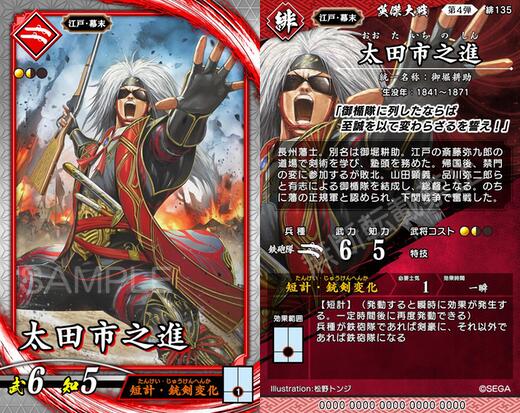 江戸・幕末
SAMPLE
太田市之進
武6 知5
たんけい・じゅうけんへんか
短計・銃剣変化
緋
江戸・幕末
英傑大戦
第4弾
緋135
おおたいちのしん
太田市之進
統一名称:御堀耕助
生没年:1841~1871
「御楯隊に列したならば
至誠を以て変わらざるを誓え!」
長州藩士。別名は御堀耕助。江戸の斎藤弥九郎の
道場で剣術を学び、塾頭を務めた。帰国後、禁門
の変に参加するが敗北。山田顕義、品川弥二郎ら
と有志による御楯隊を結成し、総督となる。のち
に藩の正規軍と認められ、下関戦争で奮戦した。
兵種 武力 知力 武将コスト
鉄砲隊 6 5 特技
たんけい・じゅうけんへんか
短計・銃剣変化
必要士気 1
効果時間 一瞬
効果範囲
【短計】(発動すると瞬時に効果が発生す
る。一定時間後に再度発動できる)
兵種が鉄砲隊であれば剣豪に、それ以外で
あれば鉄砲隊になる
Illustration:松野トンジ
©SEGA
0000 0000 0000 0000 0000